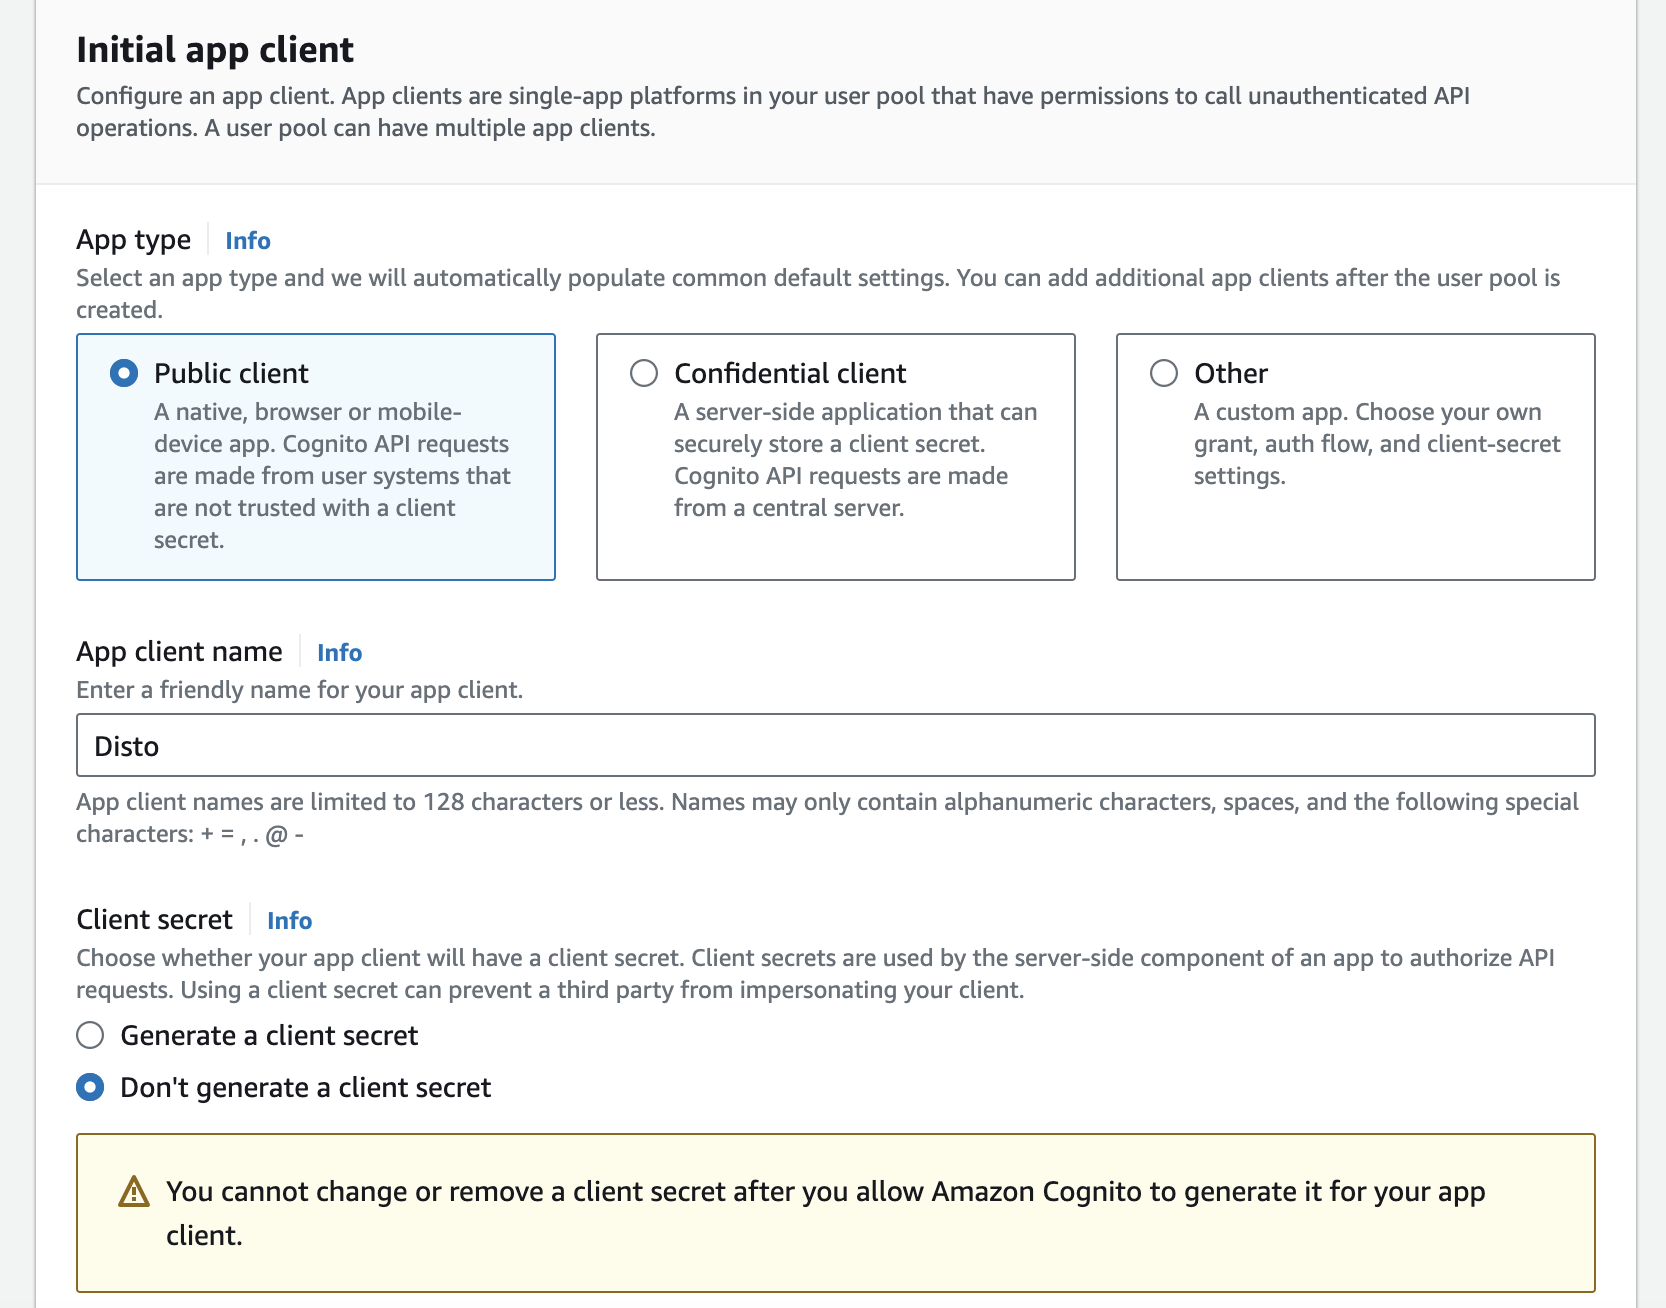 Initial app client
Configure an app client. App clients are single-app platforms in your user pool that have permissions to call unauthenticated API
operations. A user pool can have multiple app clients.
App type Info
Select an app type and we will automatically populate common default settings. You can add additional app clients after the user pool is
created.
Public client
A native, browser or mobile-
device app. Cognito API requests
are made from user systems that
are not trusted with a client
secret.
Confidential client
A server-side application that can
securely store a client secret.
Cognito API requests are made
from a central server.
Other
A custom app. Choose your own
grant, auth flow, and client-secret
settings.
App client name Info
Enter a friendly name for your app client.
Disto
App client names are limited to 128 characters or less. Names may only contain alphanumeric characters, spaces, and the following special
characters: + = , . @ -
Client secret Info
Choose whether your app client will have a client secret. Client secrets are used by the server-side component of an app to authorize API
requests. Using a client secret can prevent a third party from impersonating your client.
Generate a client secret
Don't generate a client secret
You cannot change or remove a client secret after you allow Amazon Cognito to generate it for your app
client.